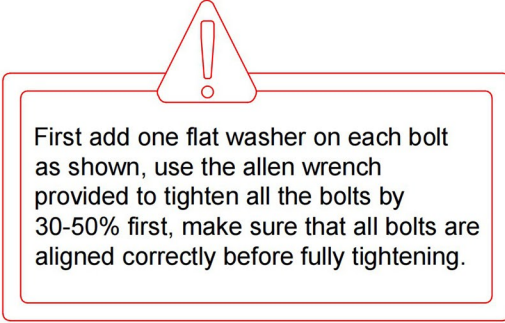 First add one flat washer on each bolt
as shown, use the allen wrench
provided to tighten all the bolts by
30-50% first, make sure that all bolts are
aligned correctly before fully tightening.